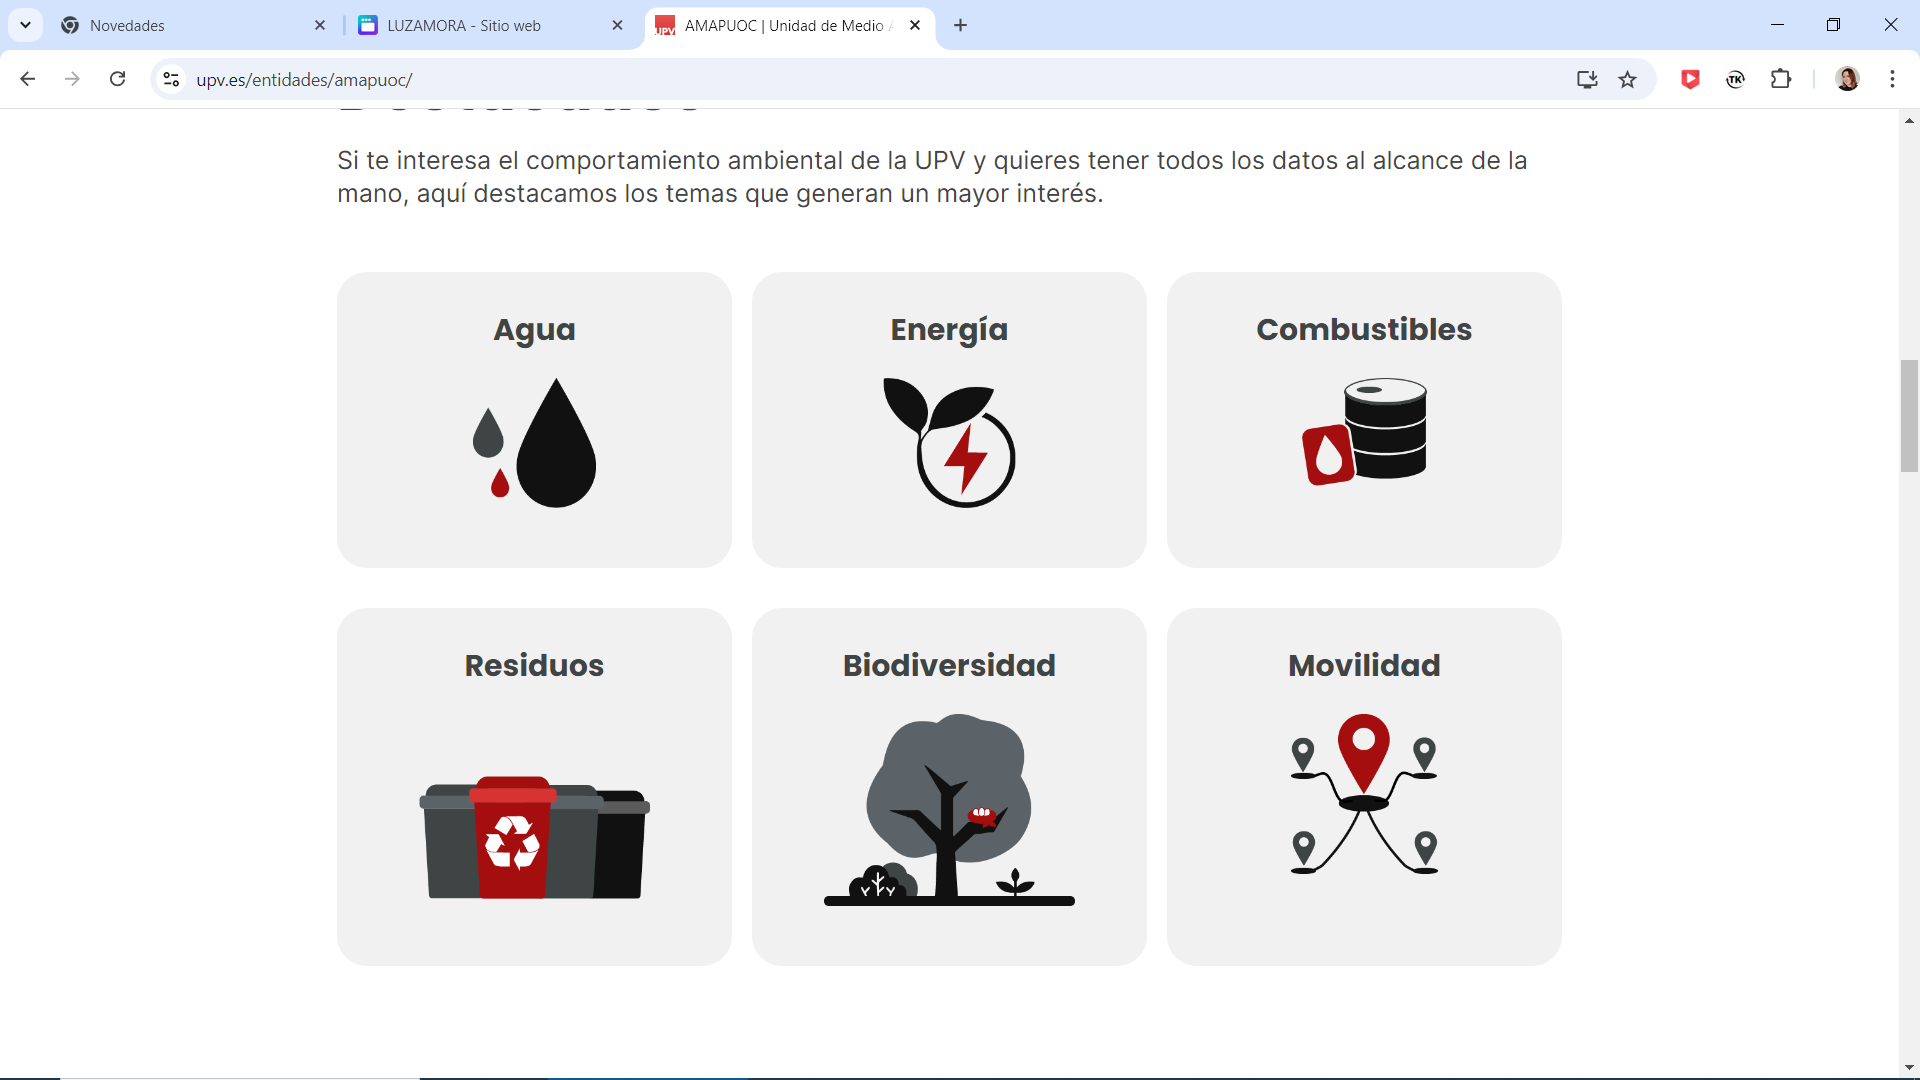 Novedades
LUZAMORA - Sitio web
AMAPUOC | Unidad de Medio
upv.es/entidades/amapuoc/
Si te interesa el comportamiento ambiental de la UPV y quieres tener todos los datos al alcance de la
mano, aquí destacamos los temas que generan un mayor interés.
Agua
Energía
Combustibles
Residuos
Biodiversidad
Movilidad